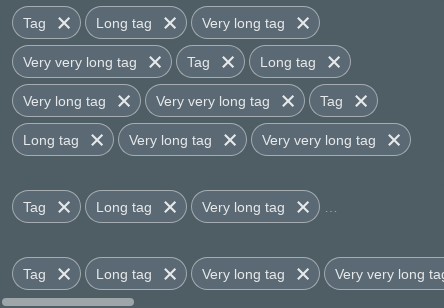 Tag Long tag Very long tag
Very very long tag Tag Long tag
Very long tag Very very long tag Tag
Long tag Very long tag Very very long tag
Tag Long tag Very long tag ...
Tag Long tag Very long tag Very very long tag